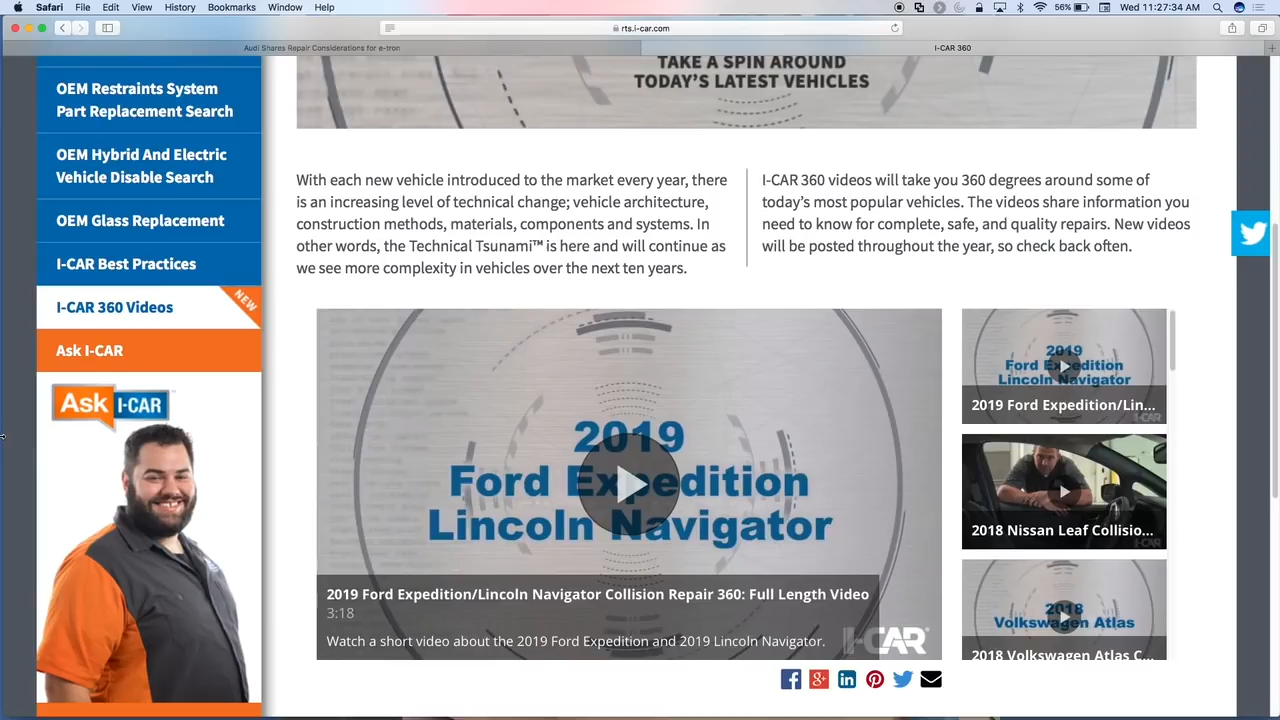 Safari File Edit View History Bookmarks Window Help 56% Wed 11:27:34 AM
rts.i-car.com
Audi Shares Repair Considerations for e-tron
I-CAR 360
OEM Restraints System
Part Replacement Search
OEM Hybrid And Electric
Vehicle Disable Search
OEM Glass Replacement
I-CAR Best Practices
I-CAR 360 Videos
NEW
Ask I-CAR
Ask I-CAR
TAKE A SPIN AROUND
TODAY'S LATEST VEHICLES
With each new vehicle introduced to the market every year, there
is an increasing level of technical change; vehicle architecture,
construction methods, materials, components and systems. In
other words, the Technical Tsunami™ is here and will continue as
we see more complexity in vehicles over the next ten years.
I-CAR 360 videos will take you 360 degrees around some of
today's most popular vehicles. The videos share information you
need to know for complete, safe, and quality repairs. New videos
will be posted throughout the year, so check back often.
2019
Ford Expedition
Lincoln Navigator
2019 Ford Expedition/Lincoln Navigator Collision Repair 360: Full Length Video
3:18
Watch a short video about the 2019 Ford Expedition and 2019 Lincoln Navigator.
I-CAR
2019
Ford Expedition
Lincoln Navigator
2019 Ford Expedition/Lin...
I-CAR
2018 Nissan Leaf Collisio...
I-CAR
2018
Volkswagen Atlas
2018 Volkswagen Atlas C...